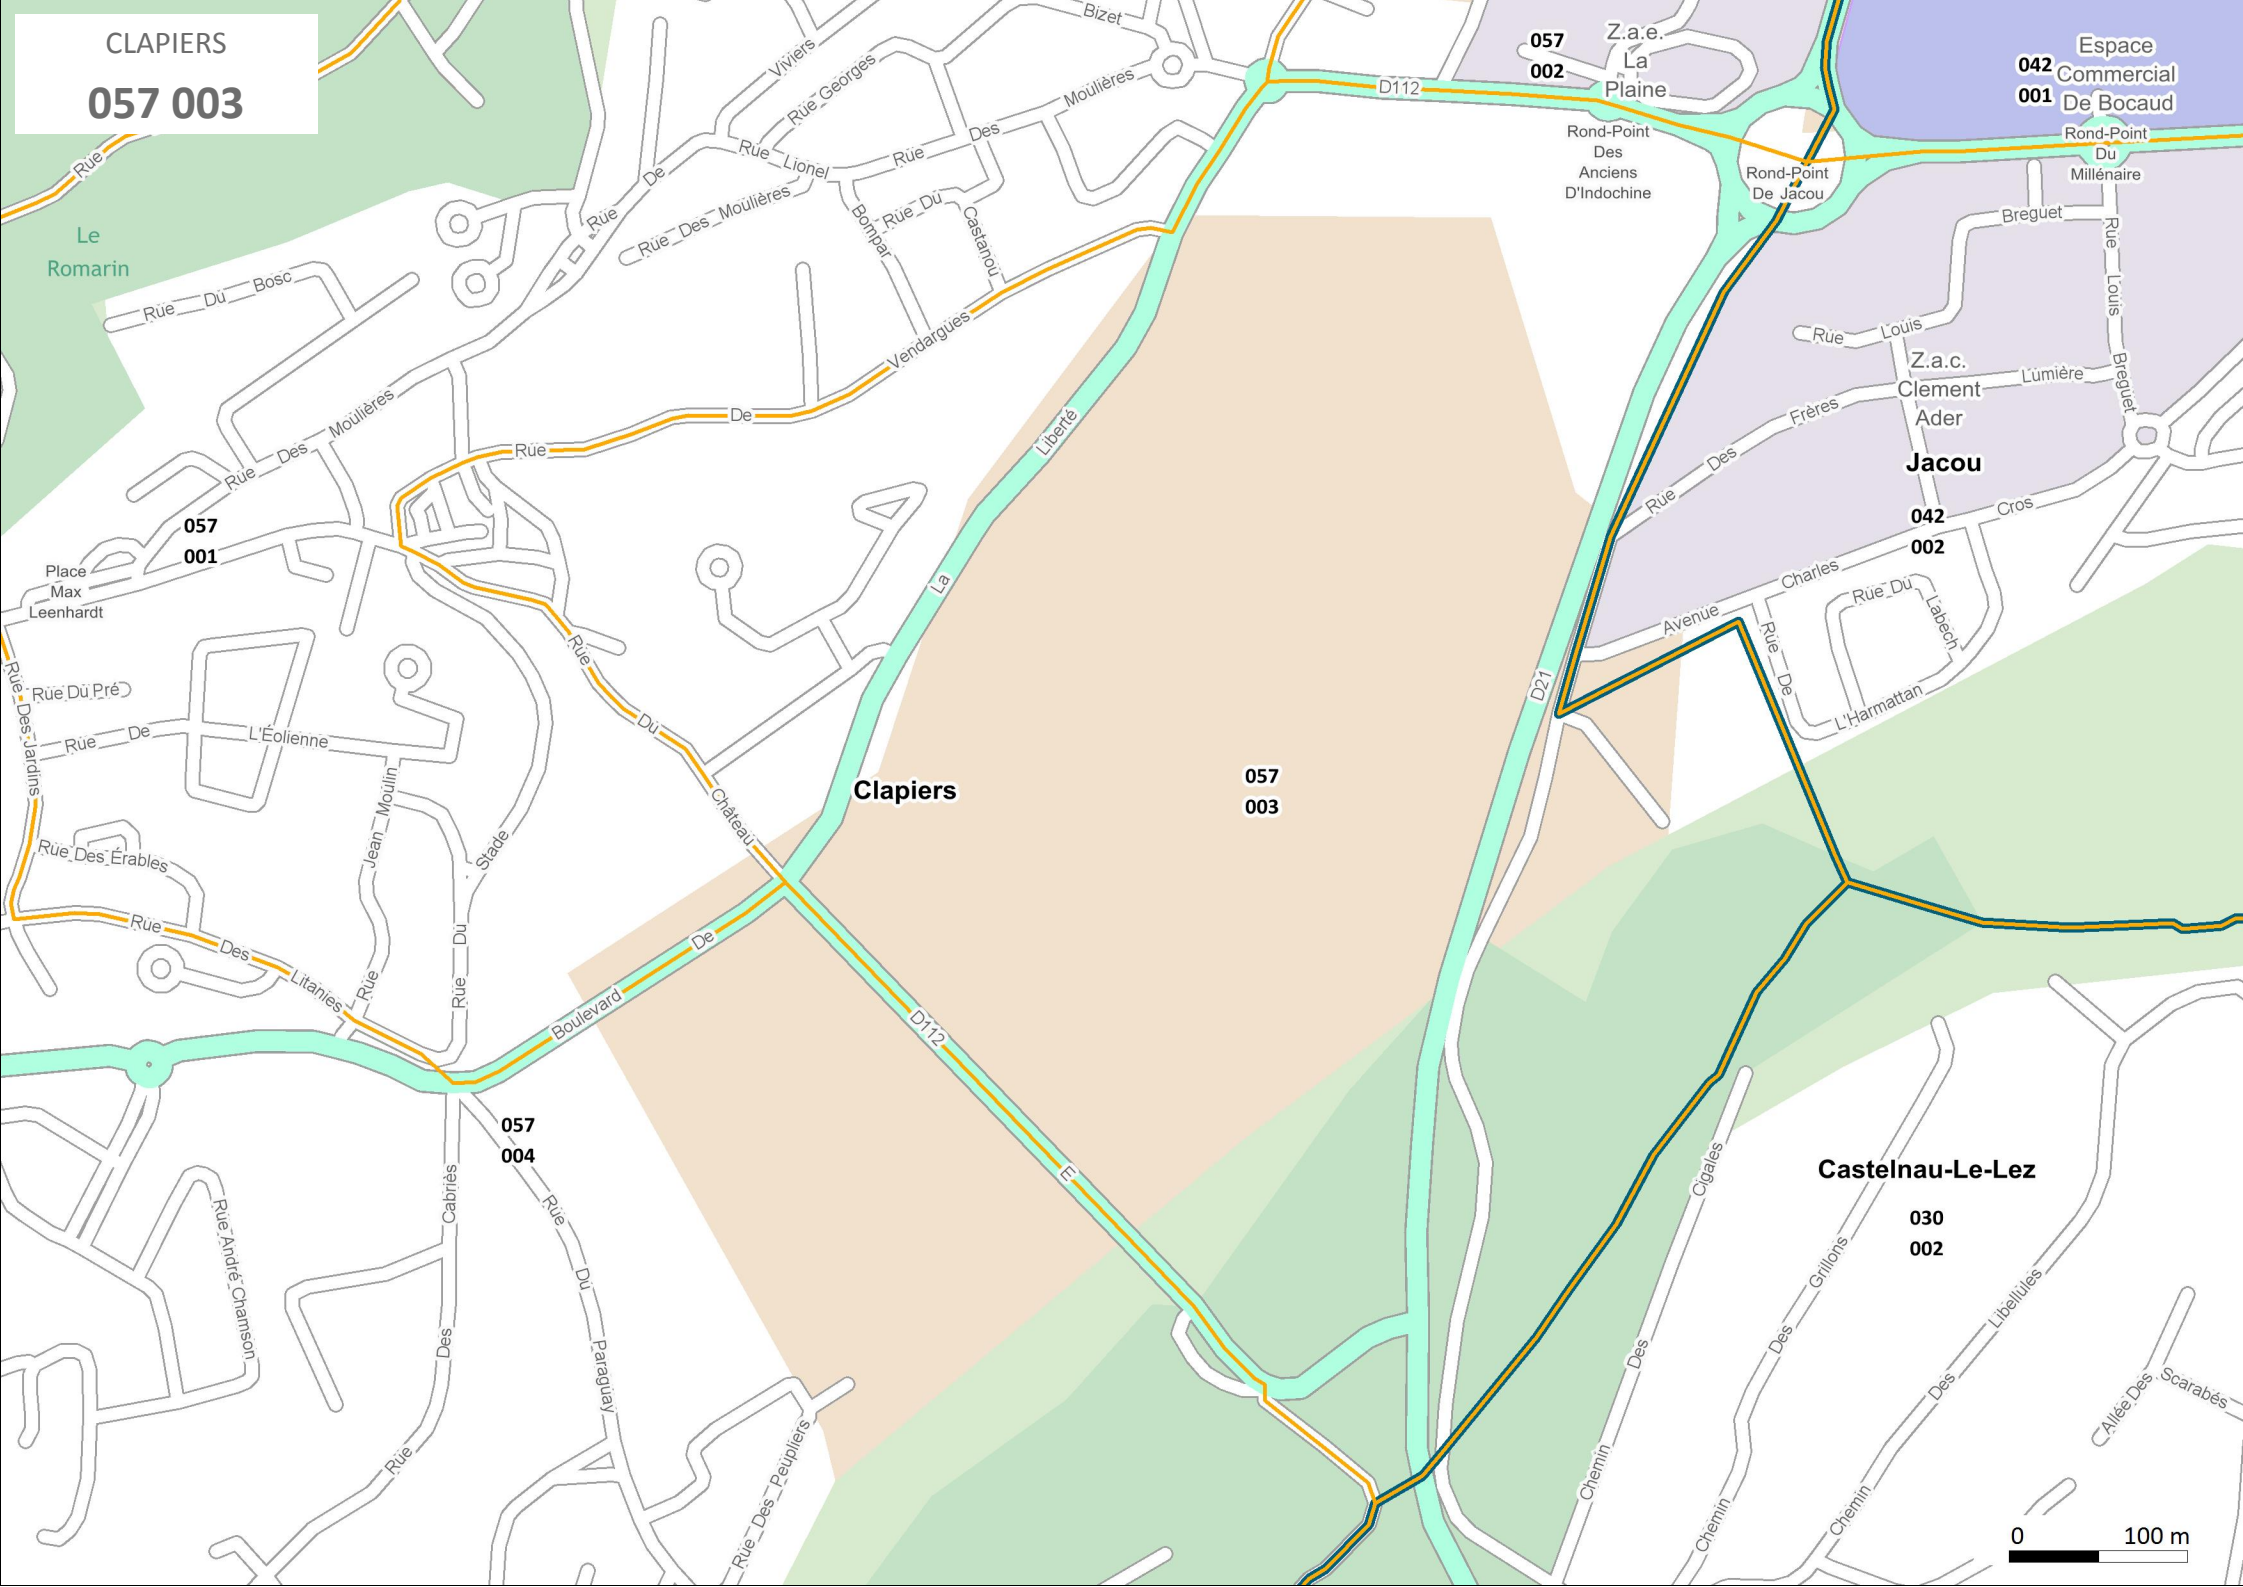 CLAPIERS
057 003
Bizet
Viviers
Rue Georges
Moulières
Des
Rue
Rue Lionel
De
Rue
Rue Des Moulières
Bompar
Rue Du
Castanou
Rue
Le
Romarin
Rue Du Bosc
057
002
Z.a.e.
La
Plaine
D112
Rond-Point
Des
Anciens
D'Indochine
Rond-Point
De Jacou
042
001
Espace
Commercial
De Bocaud
Rond-Point
Du
Millénaire
Breguet
Rue Louis
Breguet
Rue Louis
Z.a.c.
Clement
Ader
Lumière
Frères
Des
Rue
Jacou
042
002
Cros
Charles
Avenue
Rue Du
Labech
Rue De
L'Harmattan
Vendargues
De
Rue
Moulières
Des
Rue
Liberté
La
057
001
Place
Max
Leenhardt
Rue Des Jardins
Rue Du Pré
Rue De L'Éolienne
Rue
Du
Château
Jean Moulin
Rue
Stade
Rue Du
Rue Des Érables
Rue Des Litanies
Clapiers
057
003
D21
De
Boulevard
D112
E
057
004
Cabriès
Des
Rue
Rue Du Paraguay
Rue André Chamson
Rue Des Peupliers
Castelnau-Le-Lez
030
002
Cigales
Des
Chemin
Grillons
Des
Chemin
Libellules
Des
Chemin
Allée Des
Scarabés
0 100 m